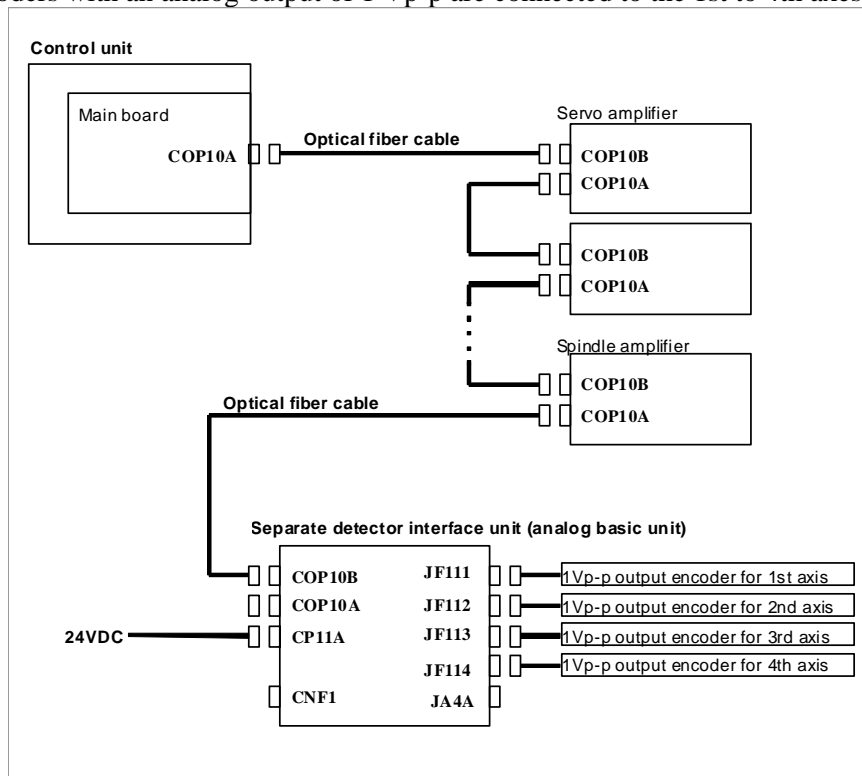 with an analog output of 1 Vp-p are connected to the 1st to 4th axes
Control unit
Main board
COP10A
Optical fiber cable
Servo amplifier
COP10B
COP10A
COP10B
COP10A
Spindle amplifier
COP10B
COP10A
Optical fiber cable
Separate detector interface unit (analog basic unit)
COP10B
JF111
1Vp-p output encoder for 1st axis
COP10A
JF112
1Vp-p output encoder for 2nd axis
24VDC
CP11A
JF113
1Vp-p output encoder for 3rd axis
JF114
1Vp-p output encoder for 4th axis
CNF1
JA4A